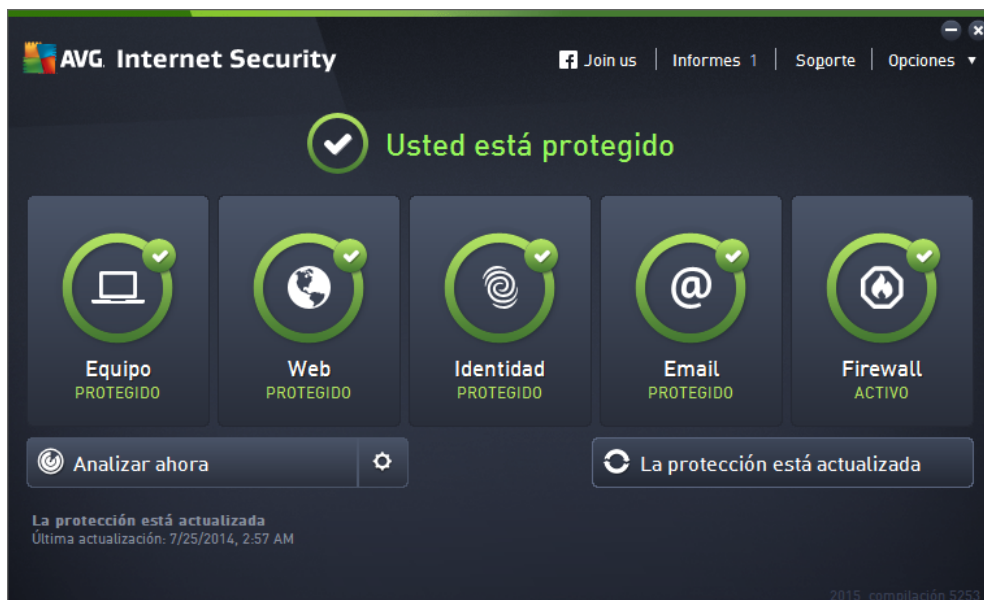 AVG. Internet Security
Join us | Informes 1 | Soporte | Opciones
Usted está protegido
Equipo
PROTEGIDO
Web
PROTEGIDO
Identidad
PROTEGIDO
Email
PROTEGIDO
Firewall
ACTIVO
Analizar ahora
La protección está actualizada
La protección está actualizada
Última actualización: 7/25/2014, 2:57 AM
2015 compilación 5253